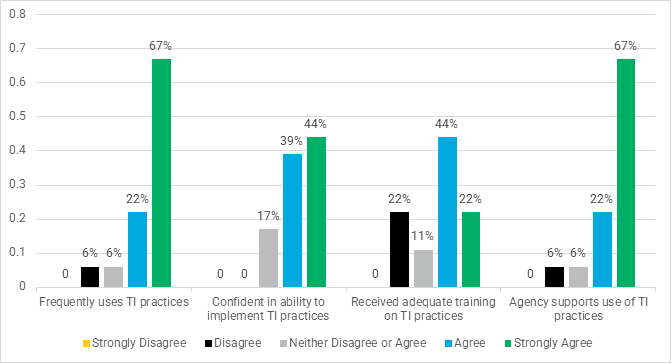 0.8
0.7
0.6
0.5
0.4
0.3
0.2
0.1
0
0
6%
6%
22%
67%
0
0
17%
39%
44%
0
22%
11%
44%
22%
0
6%
6%
22%
67%
Frequently uses TI practices
Confident in ability to
implement TI practices
Received adequate training
on TI practices
Agency supports use of TI
practices
Strongly Disagree
Disagree
Neither Disagree or Agree
Agree
Strongly Agree